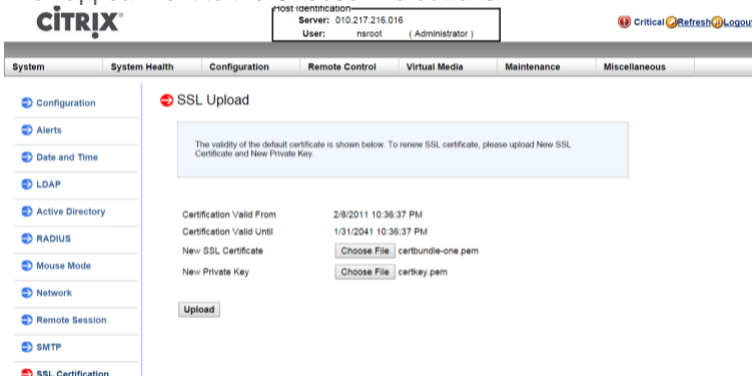 CITRIX
Host Identification
Server: 010.217.216.016
User: nsroot ( Administrator )
Critical Refresh Logout
System System Health Configuration Remote Control Virtual Media Maintenance Miscellaneous
Configuration
Alerts
Date and Time
LDAP
Active Directory
RADIUS
Mouse Mode
Network
Remote Session
SMTP
SSL Certification
SSL Upload
The validity of the default certificate is shown below. To renew SSL certificate, please upload New SSL
Certificate and New Private Key.
Certification Valid From 2/8/2011 10:36:37 PM
Certification Valid Until 1/31/2041 10:36:37 PM
New SSL Certificate Choose File certbundle-one.pem
New Private Key Choose File certkey.pem
Upload